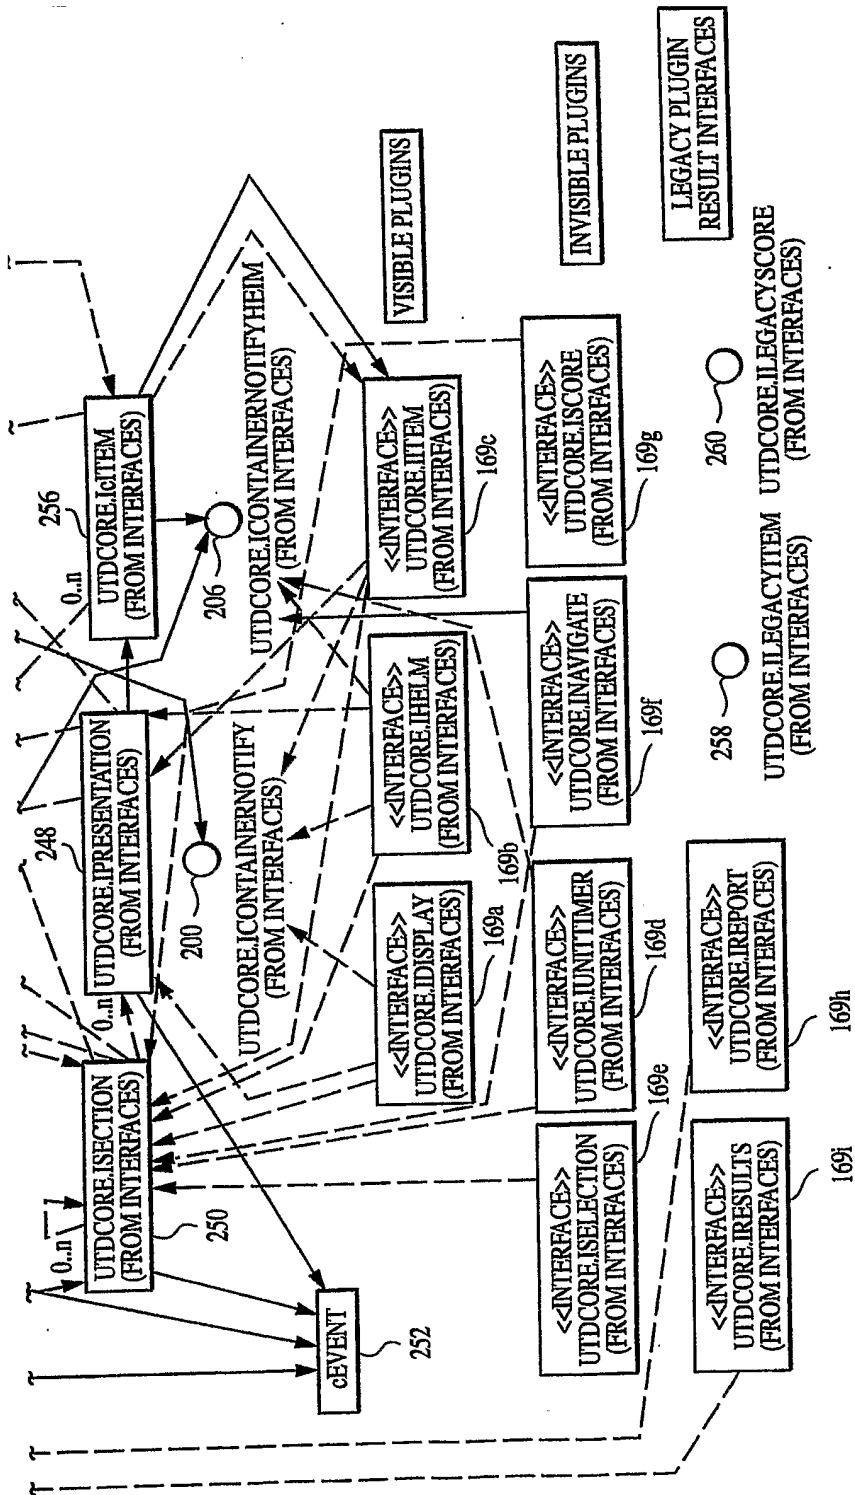 0..n
UTDCORE.ISECTION
(FROM INTERFACES)
250
0..n
UTDCORE.IPRESENTATION
(FROM INTERFACES)
248
0..n
UTDCORE.IcITEM
(FROM INTERFACES)
256
200
206
UTDCORE.ICONTAINERNOTIFY
(FROM INTERFACES)
UTDCORE.ICONTAINERNOTIFYHEIM
(FROM INTERFACES)
cEVENT
252
<<INTERFACE>>
UTDCORE.IDISPLAY
(FROM INTERFACES)
169a
<<INTERFACE>>
UTDCORE.IHELM
(FROM INTERFACES)
169b
<<INTERFACE>>
UTDCORE.IITEM
(FROM INTERFACES)
169c
VISIBLE PLUGINS
<<INTERFACE>>
UTDCORE.ISELECTION
(FROM INTERFACES)
169e
<<INTERFACE>>
UTDCORE.IUNITTIMER
(FROM INTERFACES)
169d
<<INTERFACE>>
UTDCORE.INAVIGATE
(FROM INTERFACES)
169f
<<INTERFACE>>
UTDCORE.ISCORE
(FROM INTERFACES)
169g
INVISIBLE PLUGINS
<<INTERFACE>>
UTDCORE.IRESULTS
(FROM INTERFACES)
169i
<<INTERFACE>>
UTDCORE.IREPORT
(FROM INTERFACES)
169h
258
UTDCORE.ILEGACYITEM
(FROM INTERFACES)
260
UTDCORE.ILEGACYSCORE
(FROM INTERFACES)
LEGACY PLUGIN
RESULT INTERFACES